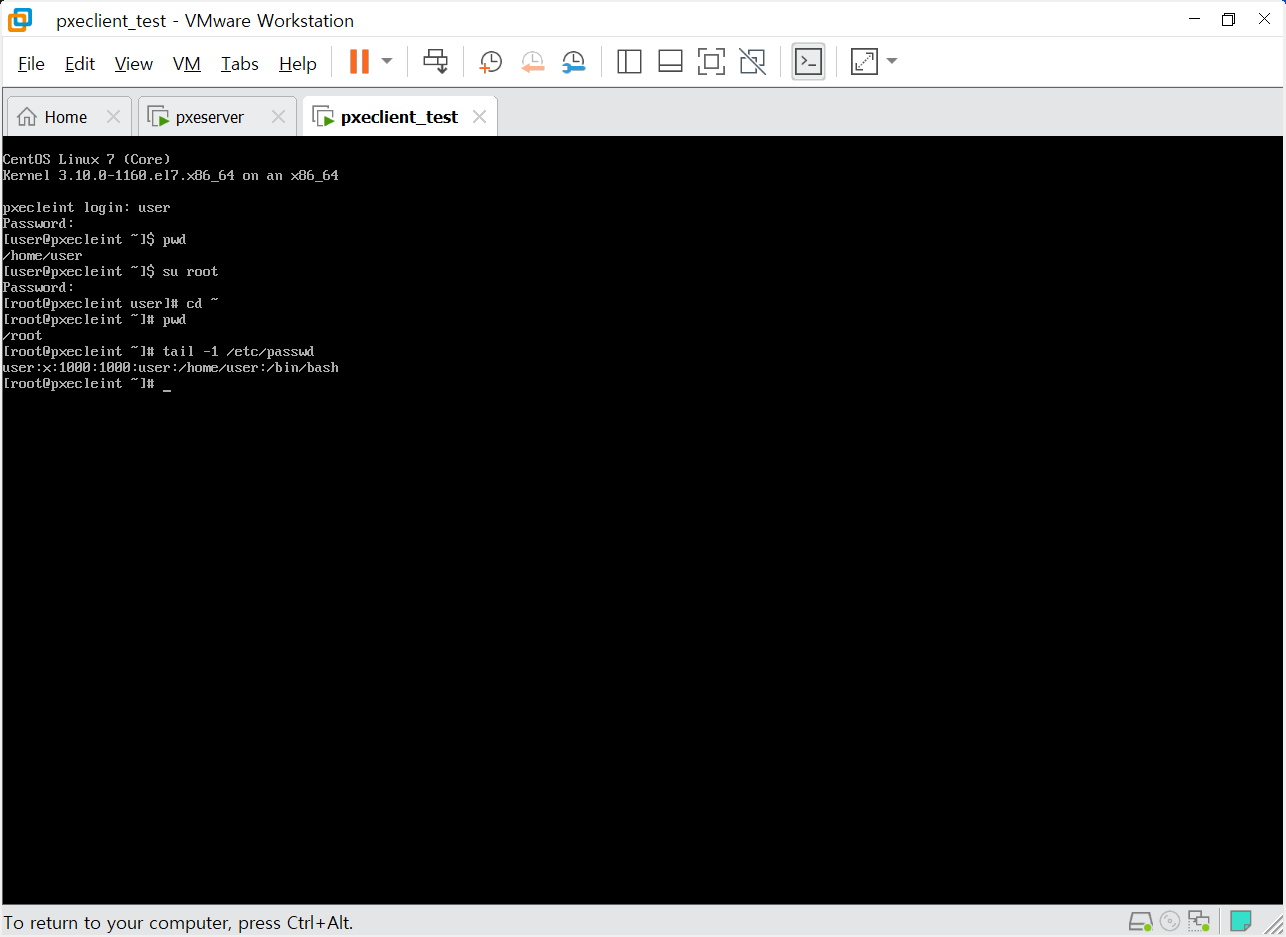 pxeclient_test - VMware Workstation
File Edit View VM Tabs Help
Home pxeserver pxeclient_test
CentOS Linux 7 (Core)
Kernel 3.10.0-1160.el7.x86_64 on an x86_64
pxecleint login: user
Password:
[user@pxecleint ~]$ pwd
/home/user
[user@pxecleint ~]$ su root
Password:
[root@pxecleint user]# cd ~
[root@pxecleint ~]# pwd
/root
[root@pxecleint ~]# tail -1 /etc/passwd
user:x:1000:1000:user:/home/user:/bin/bash
[root@pxecleint ~]# _
To return to your computer, press Ctrl+Alt.